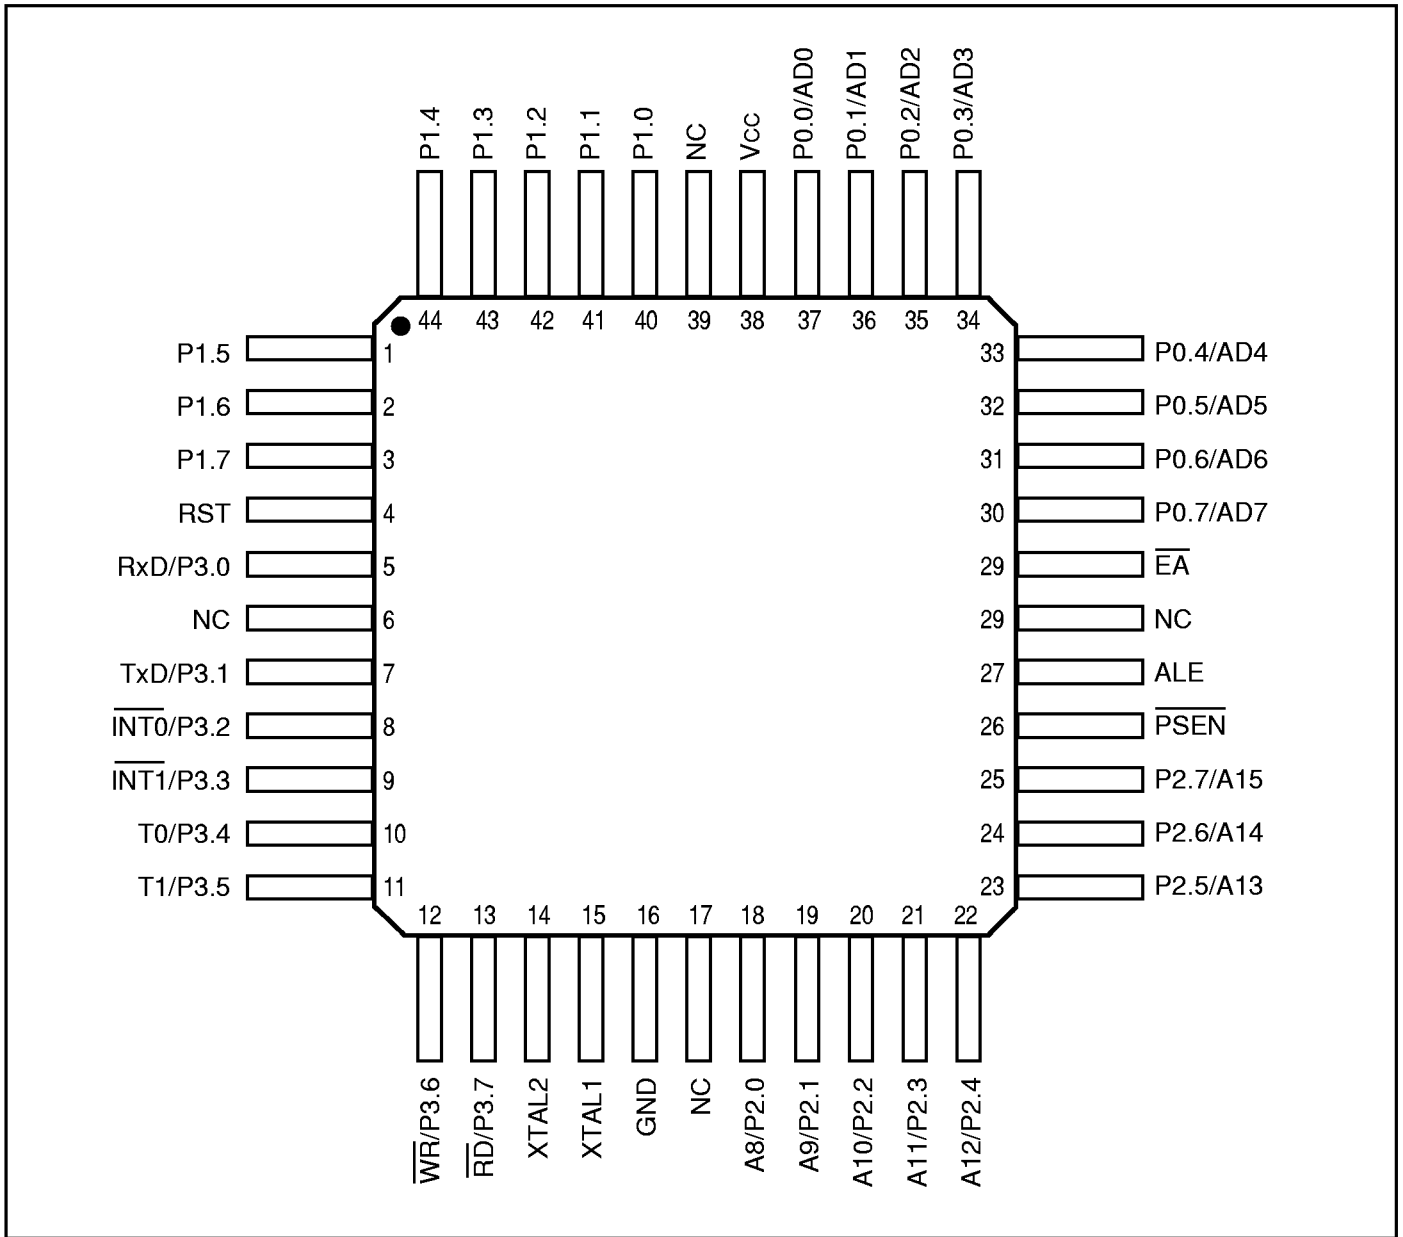 P1.4
P1.3
P1.2
P1.1
P1.0
NC
Vcc
P0.0/AD0
P0.1/AD1
P0.2/AD2
P0.3/AD3
44 43 42 41 40 39 38 37 36 35 34
P1.5 1 33 P0.4/AD4
P1.6 2 32 P0.5/AD5
P1.7 3 31 P0.6/AD6
RST 4 30 P0.7/AD7
RxD/P3.0 5 29 E̅A̅
NC 6 29 NC
TxD/P3.1 7 27 ALE
I̅N̅T̅0̅/P3.2 8 26 P̅S̅E̅N̅
I̅N̅T̅1̅/P3.3 9 25 P2.7/A15
T0/P3.4 10 24 P2.6/A14
T1/P3.5 11 23 P2.5/A13
12 13 14 15 16 17 18 19 20 21 22
W̅R̅/P3.6
R̅D̅/P3.7
XTAL2
XTAL1
GND
NC
A8/P2.0
A9/P2.1
A10/P2.2
A11/P2.3
A12/P2.4